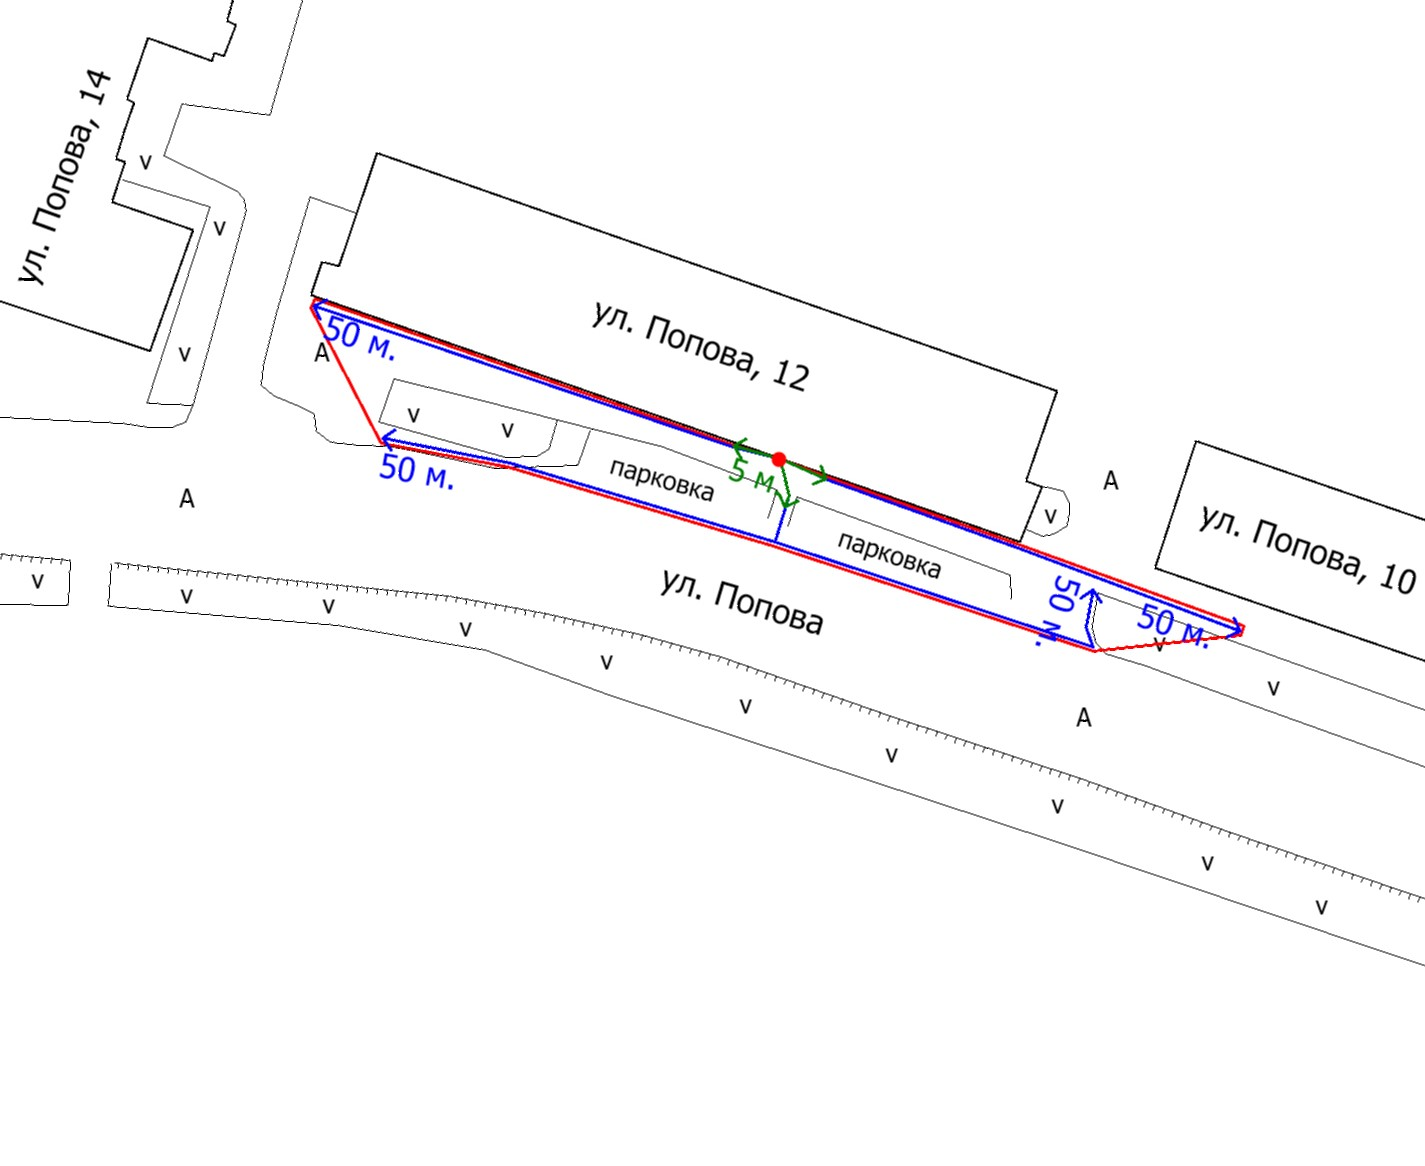 ул. Попова, 14
v
v
v
ул. Попова, 12
50 м.
А
v
v
50 м.
парковка
5 м.
А
v
парковка
ул. Попова, 10
А
50 м.
50 м.
v
ул. Попова
v
v
v
v
v
v
А
v
v
v
v
v